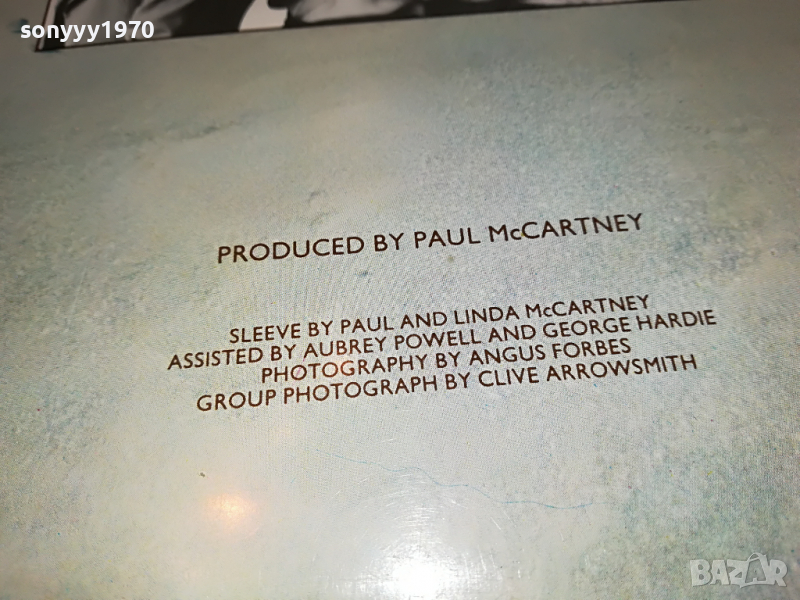 sonyyy1970
PRODUCED BY PAUL McCARTNEY
SLEEVE BY PAUL AND LINDA McCARTNEY
ASSISTED BY AUBREY POWELL AND GEORGE HARDIE
PHOTOGRAPHY BY ANGUS FORBES
GROUP PHOTOGRAPH BY CLIVE ARROWSMITH
BAZAR